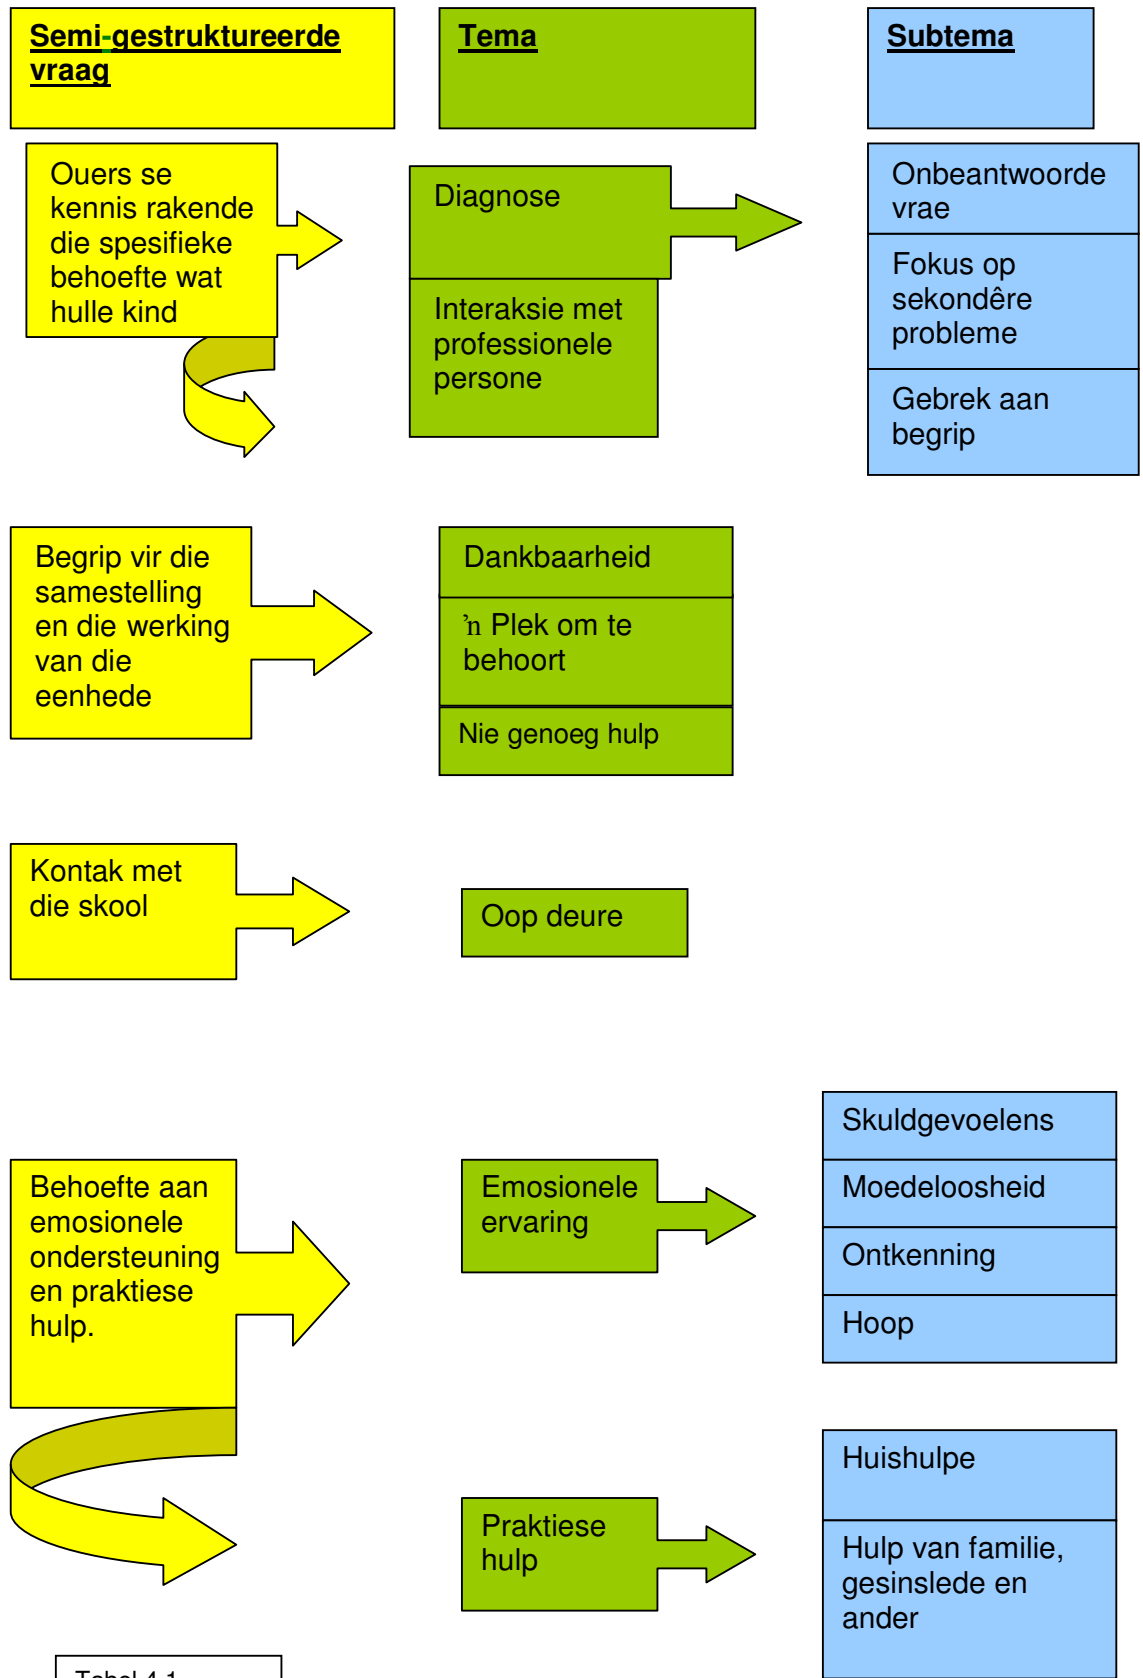 Semi-gestruktureerde
vraag
Tema
Subtema
Ouers se
kennis rakende
die spesifieke
behoefte wat
hulle kind
Diagnose
Interaksie met
professionele
persone
Onbeantwoorde
vrae
Fokus op
sekondêre
probleme
Gebrek aan
begrip
Begrip vir die
samestelling
en die werking
van die
eenhede
Dankbaarheid
'n Plek om te
behoort
Nie genoeg hulp
Kontak met
die skool
Oop deure
Behoefte aan
emosionele
ondersteuning
en praktiese
hulp.
Emosionele
ervaring
Skuldgevoelens
Moedeloosheid
Ontkenning
Hoop
Praktiese
hulp
Huishulpe
Hulp van familie,
gesinslede en
ander
Tabel 4.1